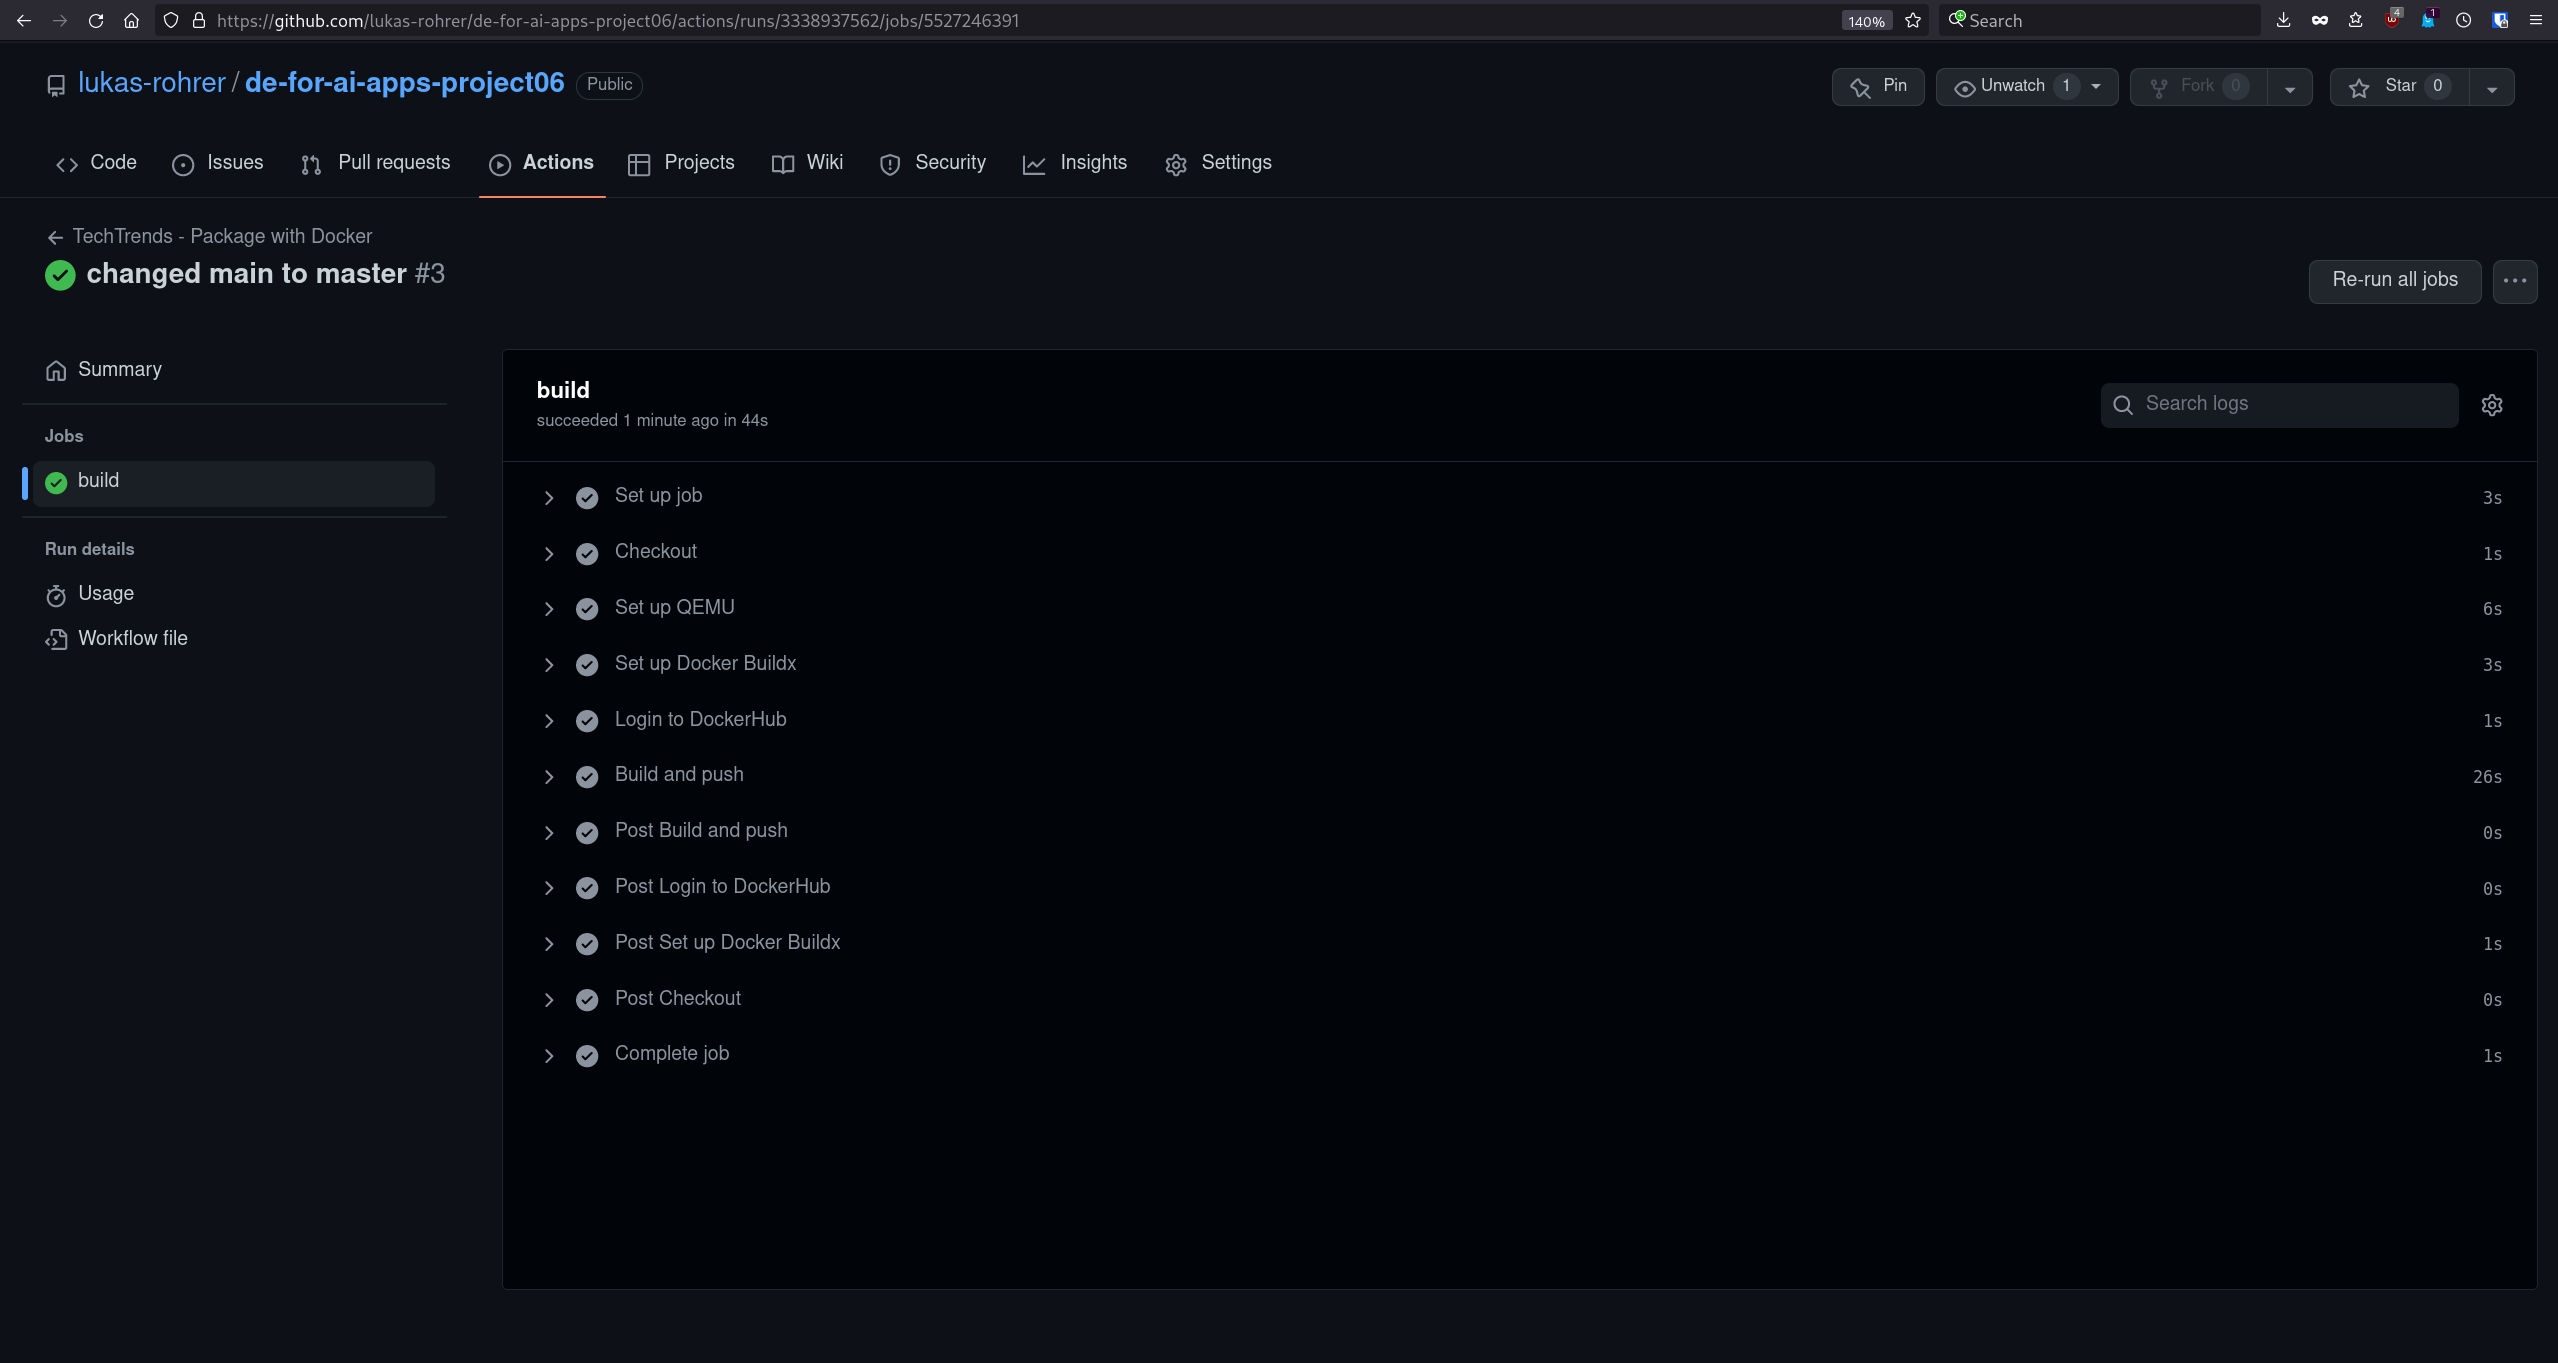 https://github.com/lukas-rohrer/de-for-ai-apps-project06/actions/runs/3338937562/jobs/5527246391
140%
Search
4
1
lukas-rohrer / de-for-ai-apps-project06 Public
Pin
Unwatch 1
Fork 0
Star 0
Code
Issues
Pull requests
Actions
Projects
Wiki
Security
Insights
Settings
TechTrends - Package with Docker
changed main to master #3
Re-run all jobs
Summary
Jobs
build
Run details
Usage
Workflow file
build
succeeded 1 minute ago in 44s
Search logs
Set up job 3s
Checkout 1s
Set up QEMU 6s
Set up Docker Buildx 3s
Login to DockerHub 1s
Build and push 26s
Post Build and push 0s
Post Login to DockerHub 0s
Post Set up Docker Buildx 1s
Post Checkout 0s
Complete job 1s